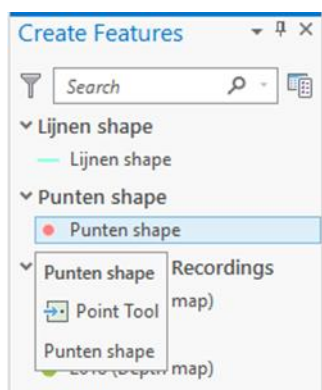 Create Features
Search
Lijnen shape
Lijnen shape
Punten shape
Punten shape
Punten shape
Recordings
Point Tool
map)
Punten shape
(Depth map)